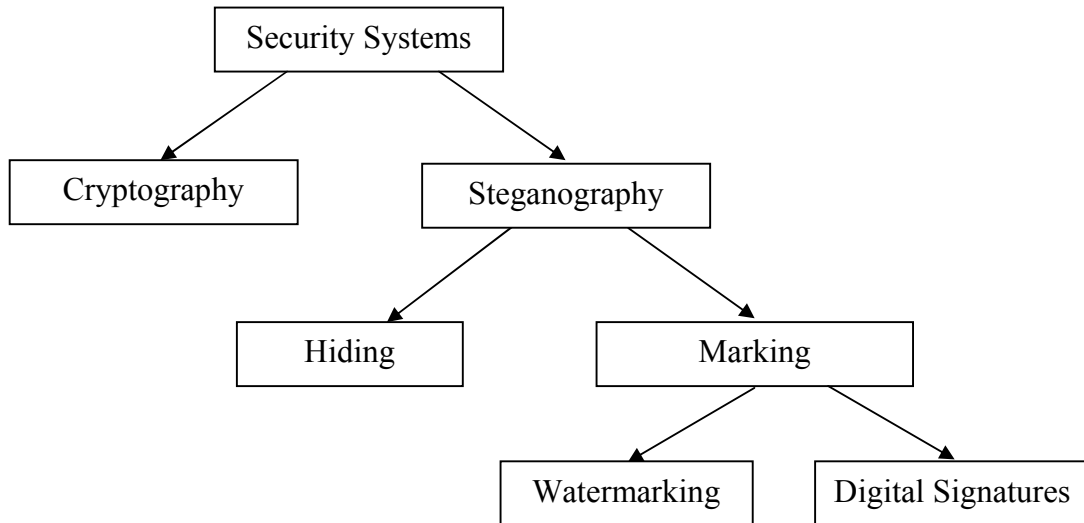 Security Systems
Cryptography
Steganography
Hiding
Marking
Watermarking
Digital Signatures